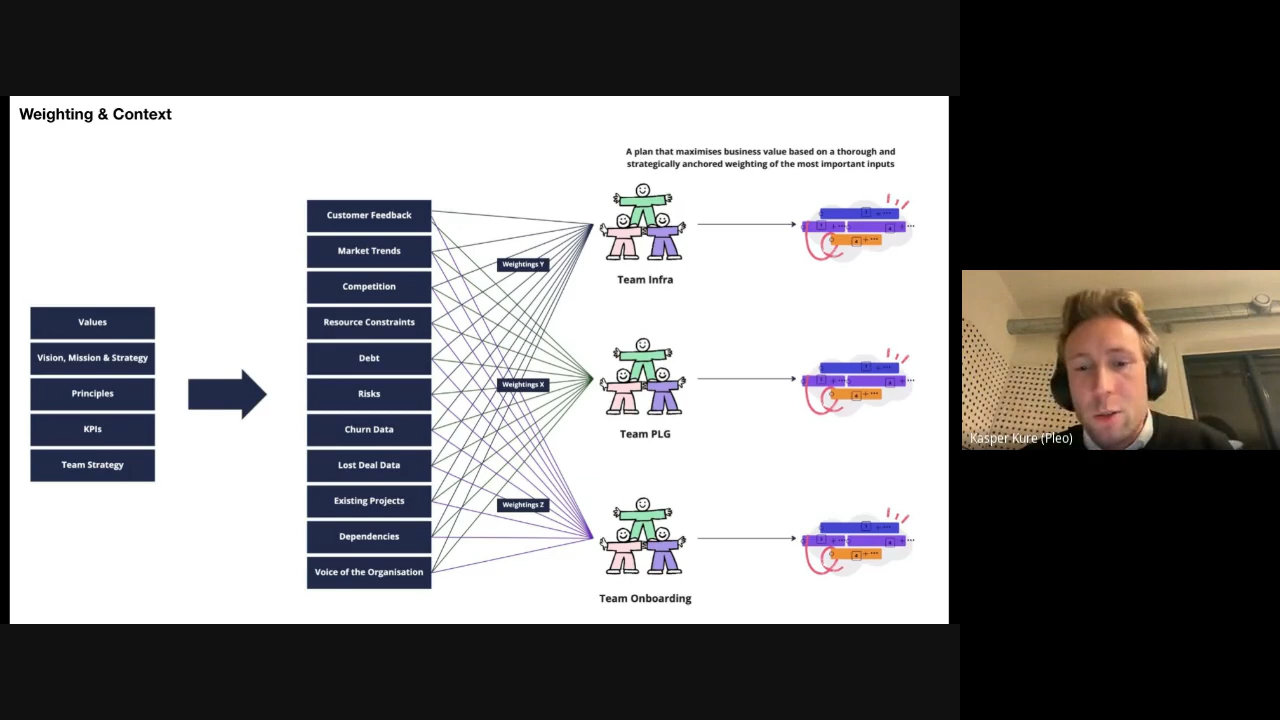 Weighting & Context
A plan that maximises business value based on a thorough and
strategically anchored weighting of the most important inputs
Values
Vision, Mission & Strategy
Principles
KPIs
Team Strategy
Customer Feedback
Market Trends
Competition
Resource Constraints
Debt
Risks
Churn Data
Lost Deal Data
Existing Projects
Dependencies
Voice of the Organisation
Weightings Y
Weightings X
Weightings Z
Team Infra
Team PLG
Team Onboarding
Kasper Kure (Pleo)